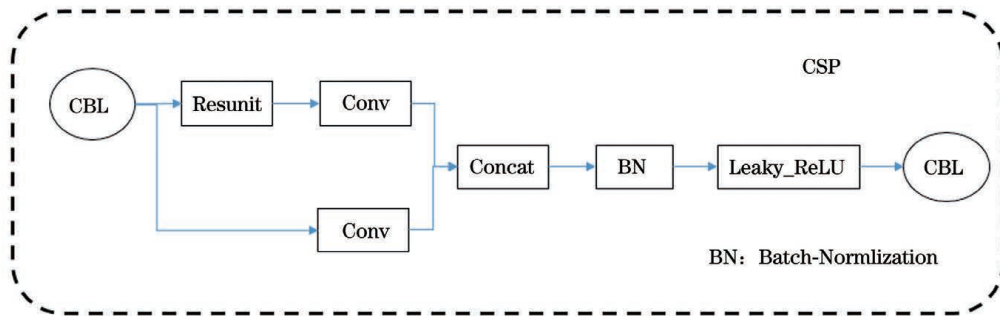 CSP
CBL
Resunit
Conv
Concat
BN
Leaky_ReLU
CBL
Conv
BN：Batch-Normlization